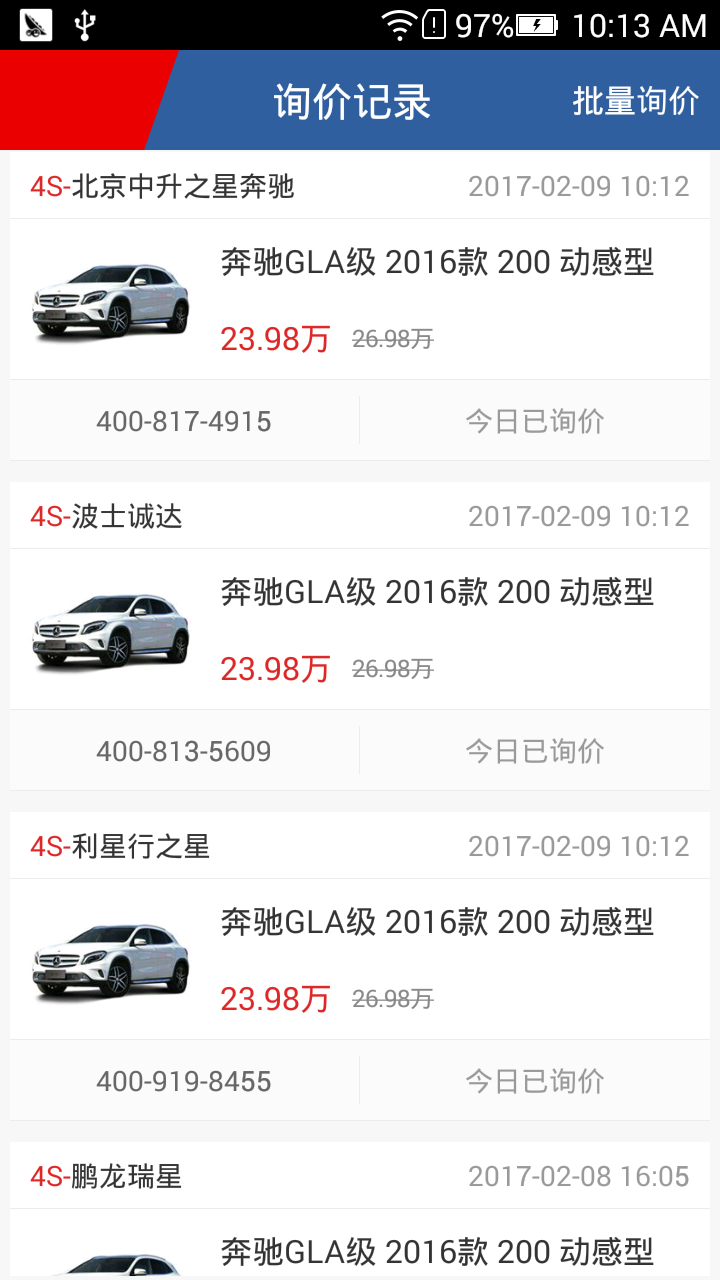 97% 10:13 AM
询价记录 批量询价
4S-北京中升之星奔驰 2017-02-09 10:12
奔驰GLA级 2016款 200 动感型
23.98万 26.98万
400-817-4915 今日已询价
4S-波士诚达 2017-02-09 10:12
奔驰GLA级 2016款 200 动感型
23.98万 26.98万
400-813-5609 今日已询价
4S-利星行之星 2017-02-09 10:12
奔驰GLA级 2016款 200 动感型
23.98万 26.98万
400-919-8455 今日已询价
4S-鹏龙瑞星 2017-02-08 16:05
奔驰GLA级 2016款 200 动感型